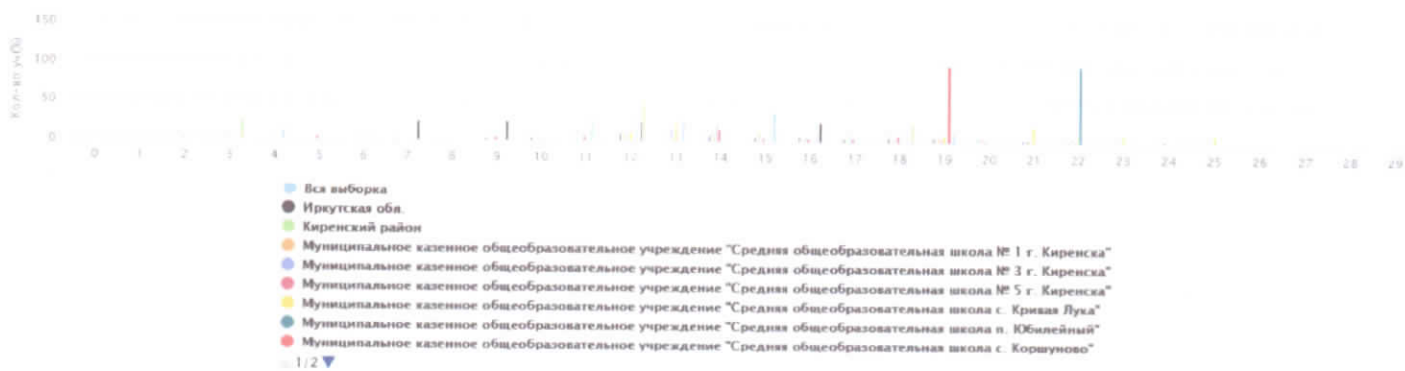 150
100
50
0
Кол-во уч
0 1 2 3 4 5 6 7 8 9 10 11 12 13 14 15 16 17 18 19 20 21 22 23 24 25 26 27 28 29
Вся выборка
Иркутская обл.
Киренский район
Муниципальное казенное общеобразовательное учреждение "Средняя общеобразовательная школа № 1 г. Киренска"
Муниципальное казенное общеобразовательное учреждение "Средняя общеобразовательная школа № 3 г. Киренска"
Муниципальное казенное общеобразовательное учреждение "Средняя общеобразовательная школа № 5 г. Киренска"
Муниципальное казенное общеобразовательное учреждение "Средняя общеобразовательная школа с. Кривая Лука"
Муниципальное казенное общеобразовательное учреждение "Средняя общеобразовательная школа п. Юбилейный"
Муниципальное казенное общеобразовательное учреждение "Средняя общеобразовательная школа с. Коршуново"
1/2